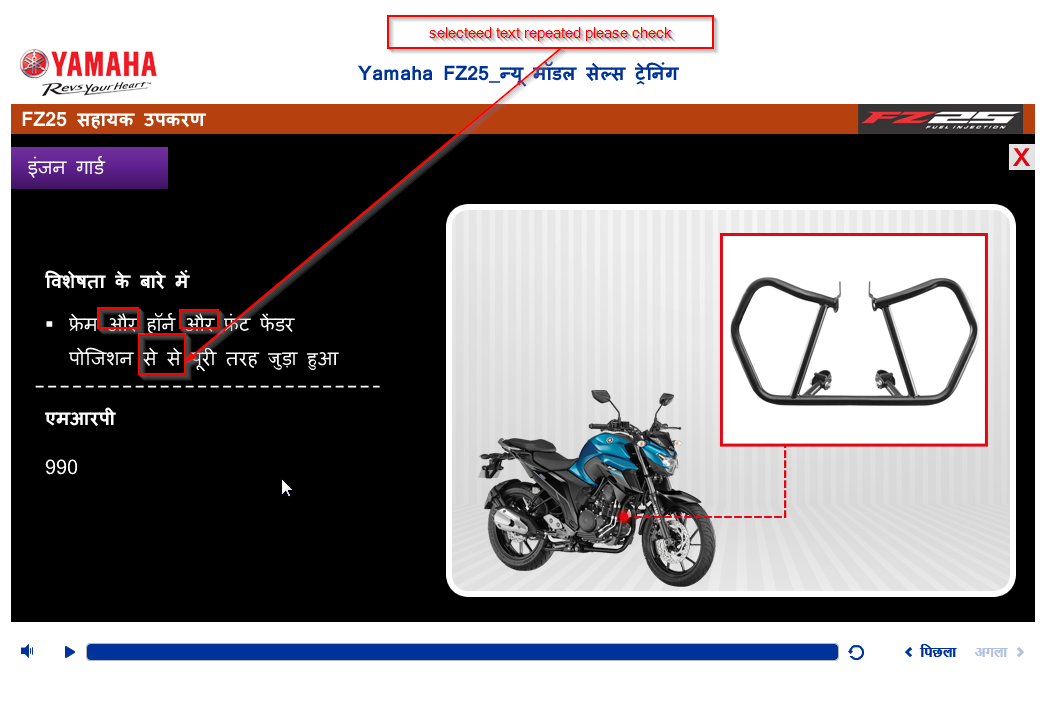 selecteed text repeated please check
YAMAHA
Revs Your Heart
Yamaha FZ25_न्यू मॉडल सेल्स ट्रेनिंग
FZ25 सहायक उपकरण
FZ25
FUEL INJECTION
इंजन गार्ड
X
विशेषता के बारे में
▪ फ्रेम और हॉर्न और फ्रंट फेंडर
पोजिशन से से पूरी तरह जुड़ा हुआ
एमआरपी
990
पिछला अगला